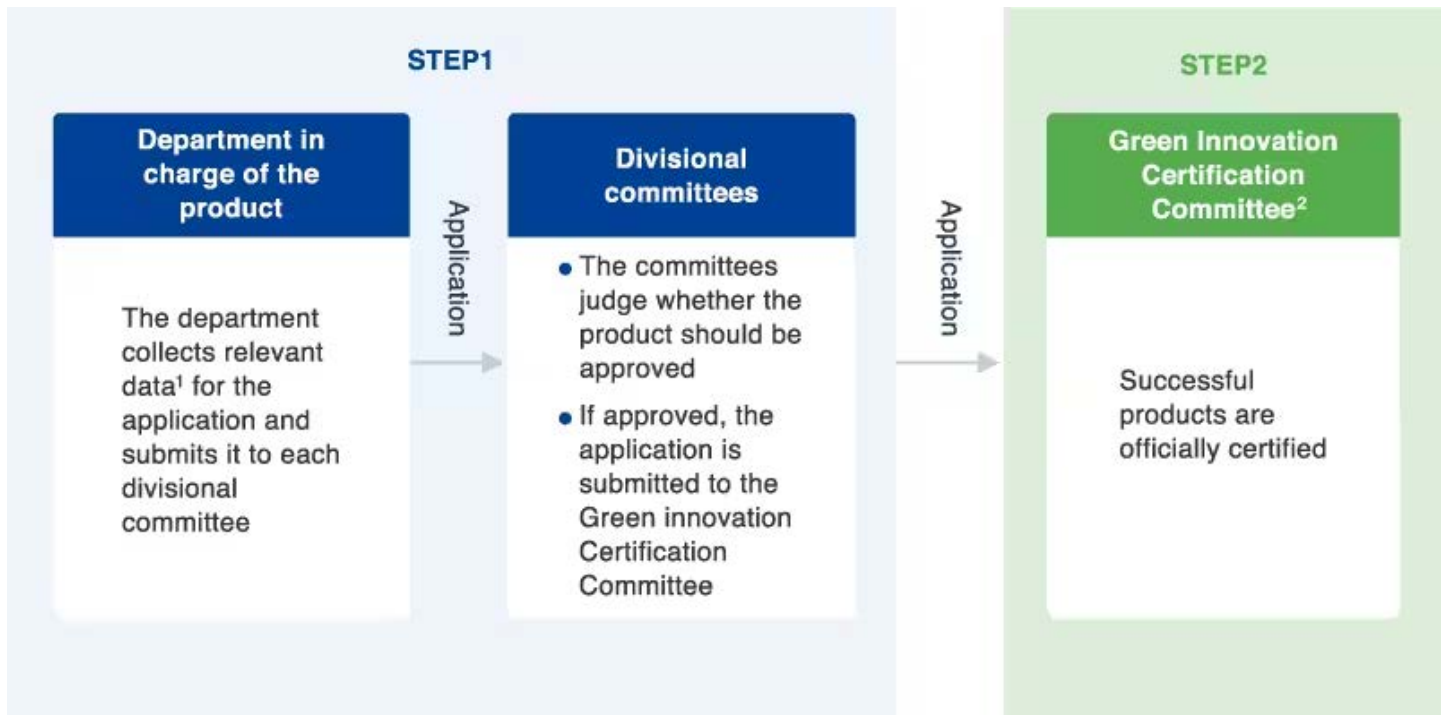 STEP1
Department in
charge of the
product
The department
collects relevant
data¹ for the
application and
submits it to each
divisional
committee
Application
Divisional
committees
• The committees
judge whether the
product should be
approved
• If approved, the
application is
submitted to the
Green innovation
Certification
Committee
Application
STEP2
Green Innovation
Certification
Committee²
Successful
products are
officially certified